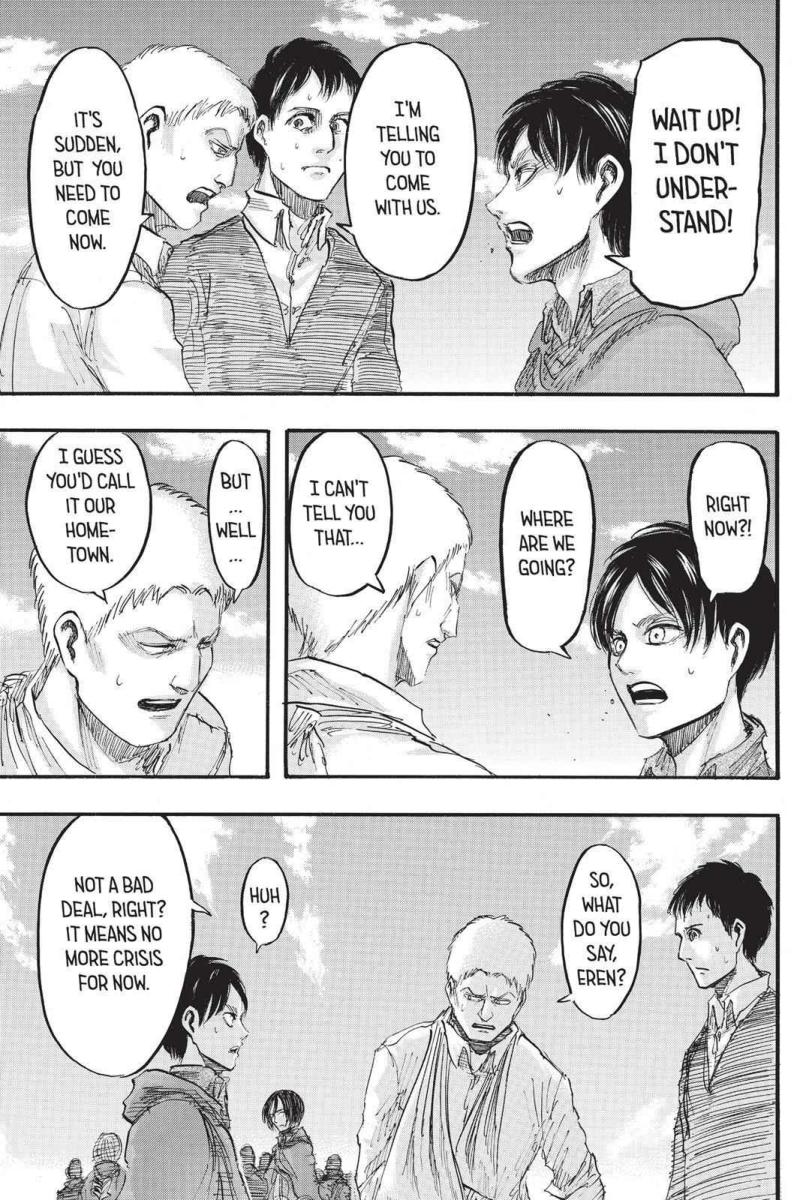 WAIT UP!
I DON'T
UNDER-
STAND!
I'M
TELLING
YOU TO
COME
WITH US.
IT'S
SUDDEN,
BUT YOU
NEED TO
COME
NOW.
RIGHT
NOW?!
WHERE
ARE WE
GOING?
I CAN'T
TELL YOU
THAT...
BUT
...
WELL
...
I GUESS
YOU'D CALL
IT OUR
HOME-
TOWN.
SO,
WHAT
DO YOU
SAY,
EREN?
NOT A BAD
DEAL, RIGHT?
IT MEANS NO
MORE CRISIS
FOR NOW.
HUH
?